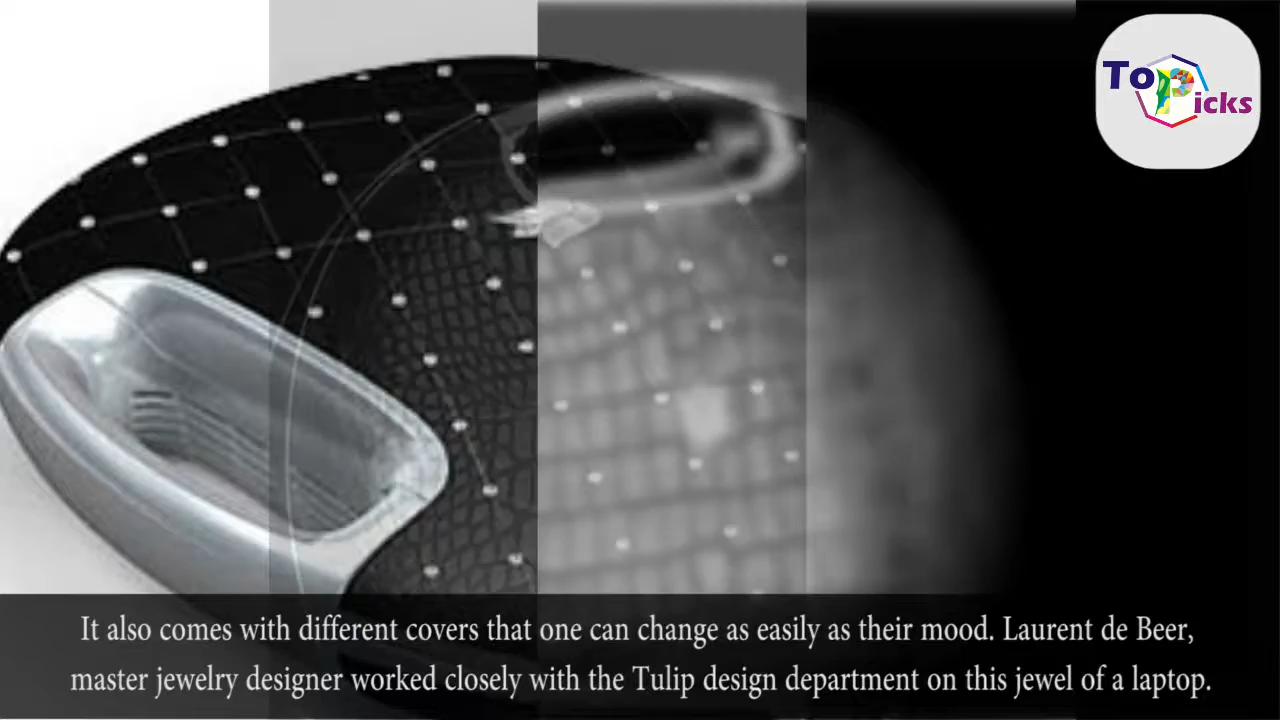 ToPicks
It also comes with different covers that one can change as easily as their mood. Laurent de Beer,
master jewelry designer worked closely with the Tulip design department on this jewel of a laptop.